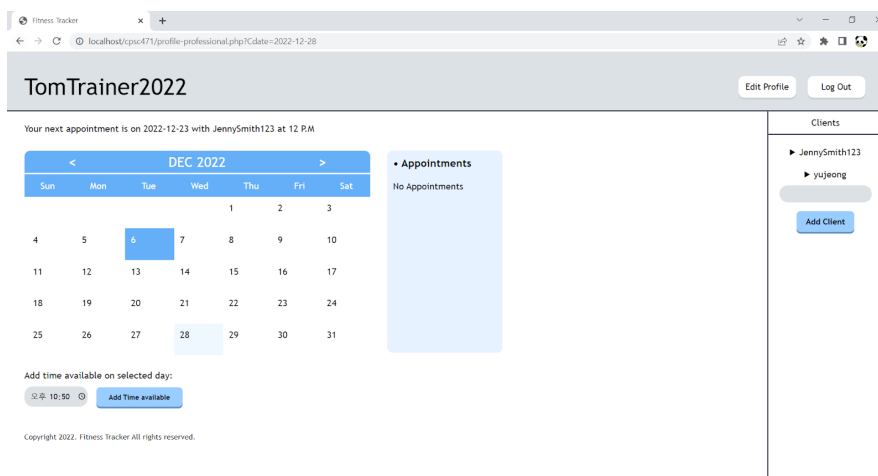 Fitness Tracker
localhost/cpsc471/profile-professional.php?Cdate=2022-12-28
TomTrainer2022
Edit Profile
Log Out
Your next appointment is on 2022-12-23 with JennySmith123 at 12 P.M
< DEC 2022 >
Sun Mon Tue Wed Thu Fri Sat
1 2 3
4 5 6 7 8 9 10
11 12 13 14 15 16 17
18 19 20 21 22 23 24
25 26 27 28 29 30 31
• Appointments
No Appointments
Clients
▶ JennySmith123
▶ yujeong
Add Client
Add time available on selected day:
오후 10:50
Add Time available
Copyright 2022. Fitness Tracker All rights reserved.